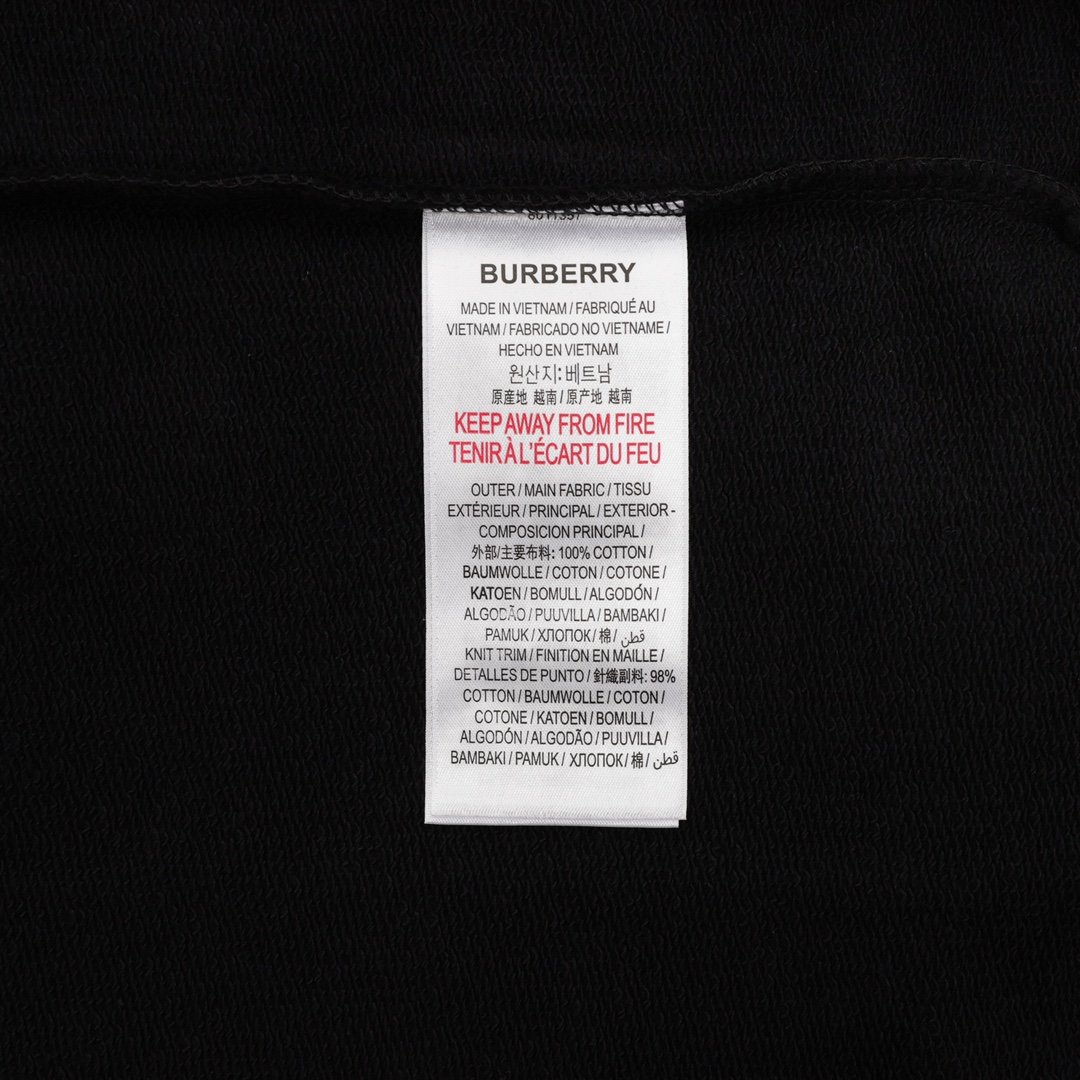 BURBERRY
MADE IN VIETNAM / FABRIQUÉ AU
VIETNAM / FABRICADO NO VIETNAME /
HECHO EN VIETNAM
원산지: 베트남
原産地 越南 / 原产地 越南
KEEP AWAY FROM FIRE
TENIR À L'ÉCART DU FEU
OUTER / MAIN FABRIC / TISSU
EXTÉRIEUR / PRINCIPAL / EXTERIOR -
COMPOSICION PRINCIPAL /
外部/主要布料: 100% COTTON /
BAUMWOLLE / COTON / COTONE /
KATOEN / BOMULL / ALGODÓN /
ALGODÃO / PUUVILLA / BAMBAKI /
PAMUK / ХЛОПОК / 棉 / قطن
KNIT TRIM / FINITION EN MAILLE /
DETALLES DE PUNTO / 針織副料: 98%
COTTON / BAUMWOLLE / COTON /
COTONE / KATOEN / BOMULL /
ALGODÓN / ALGODÃO / PUUVILLA /
BAMBAKI / PAMUK / ХЛОПОК / 棉 / قطن